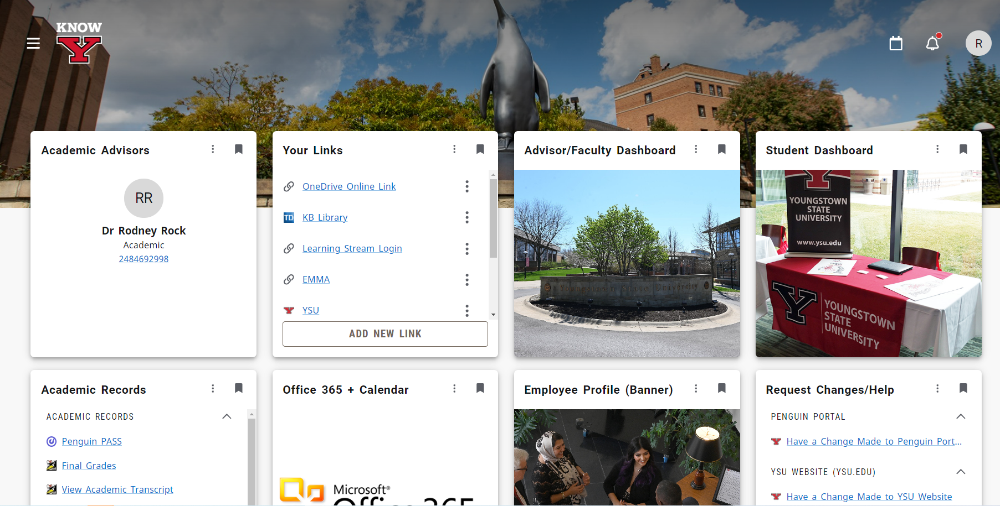 KNOW
Y
R
Academic Advisors
RR
Dr Rodney Rock
Academic
2484692998
Your Links
OneDrive Online Link
TD KB Library
Learning Stream Login
EMMA
Y YSU
ADD NEW LINK
Advisor/Faculty Dashboard
Youngstown State University
Student Dashboard
YOUNGSTOWN
STATE
UNIVERSITY
www.ysu.edu
Y YOUNGSTOWN
STATE
UNIVERSITY
Academic Records
ACADEMIC RECORDS
Penguin PASS
Final Grades
View Academic Transcript
Office 365 + Calendar
Microsoft®
Office 365
Employee Profile (Banner)
Request Changes/Help
PENGUIN PORTAL
Y Have a Change Made to Penguin Port...
YSU WEBSITE (YSU.EDU)
Y Have a Change Made to YSU Website